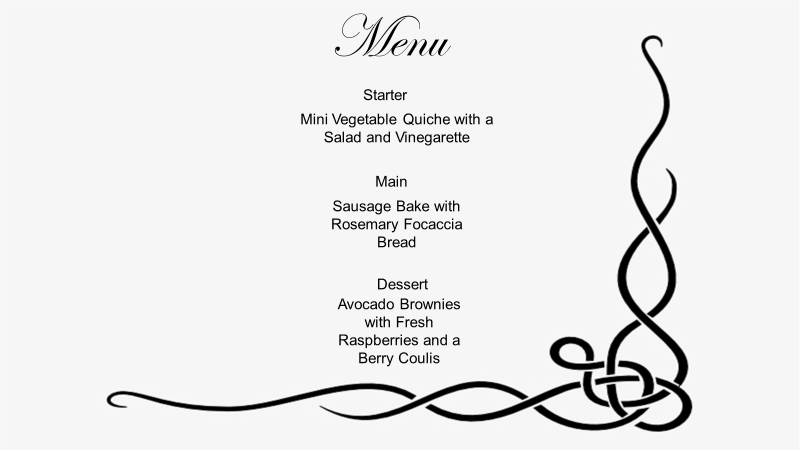 Menu
Starter
Mini Vegetable Quiche with a
Salad and Vinegarette
Main
Sausage Bake with
Rosemary Focaccia
Bread
Dessert
Avocado Brownies
with Fresh
Raspberries and a
Berry Coulis